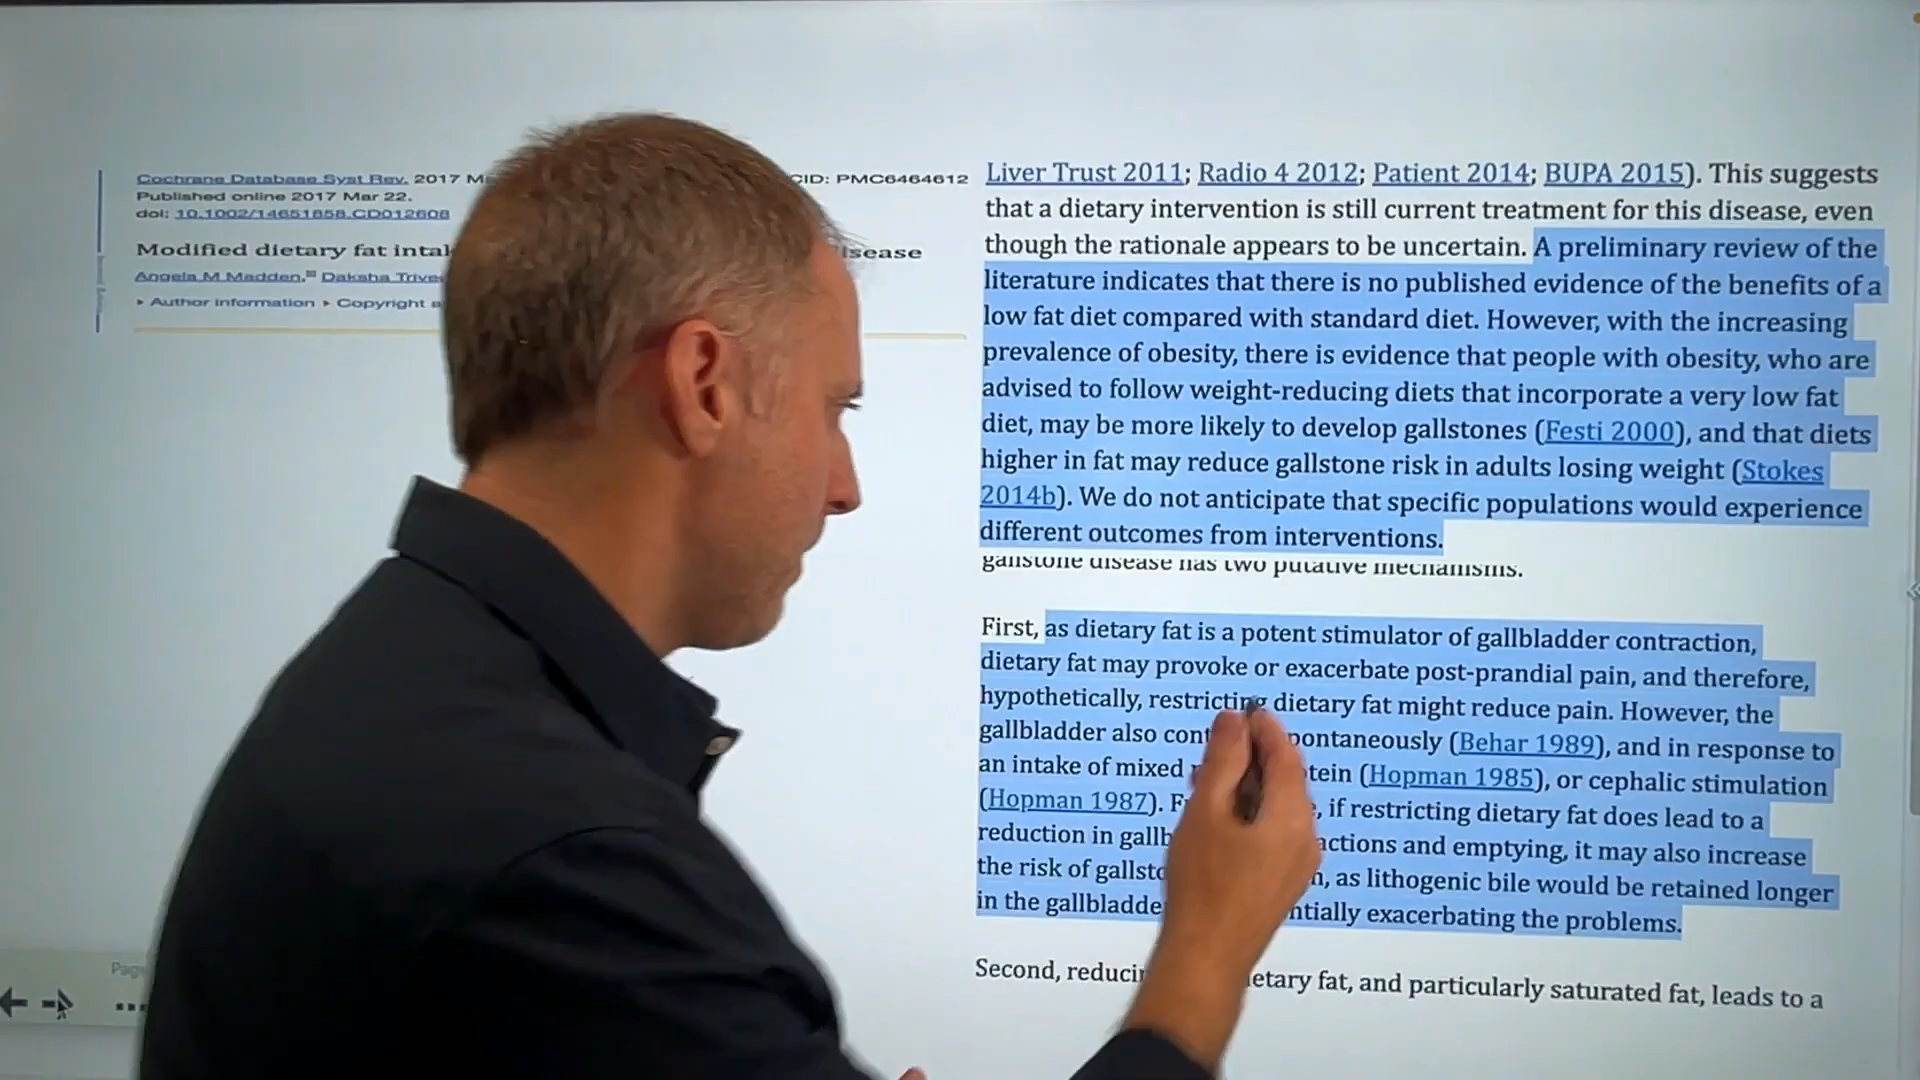 Cochrane Database Syst Rev. 2017 CID: PMC6464612
Published online 2017 Mar 22.
doi: 10.1002/14651858.CD012608
Modified dietary fat isease
Angela M Madden, Daksha
▸ Author information ▸ Copyright
Liver Trust 2011; Radio 4 2012; Patient 2014; BUPA 2015). This suggests
that a dietary intervention is still current treatment for this disease, even
though the rationale appears to be uncertain. A preliminary review of the
literature indicates that there is no published evidence of the benefits of a
low fat diet compared with standard diet. However, with the increasing
prevalence of obesity, there is evidence that people with obesity, who are
advised to follow weight-reducing diets that incorporate a very low fat
diet, may be more likely to develop gallstones (Festi 2000), and that diets
higher in fat may reduce gallstone risk in adults losing weight (Stokes
2014b). We do not anticipate that specific populations would experience
different outcomes from interventions.
gallstone disease has two putative mechanisms.
First, as dietary fat is a potent stimulator of gallbladder contraction,
dietary fat may provoke or exacerbate post-prandial pain, and therefore,
hypothetically, restricting dietary fat might reduce pain. However, the
gallbladder also pontaneously (Behar 1989), and in response to
an intake of mixed tein (Hopman 1985), or cephalic stimulation
(Hopman 1987). , if restricting dietary fat does lead to a
reduction in gallb actions and emptying, it may also increase
the risk of gallsto n, as lithogenic bile would be retained longer
in the gallbladde ntially exacerbating the problems.
Second, reduci etary fat, and particularly saturated fat, leads to a